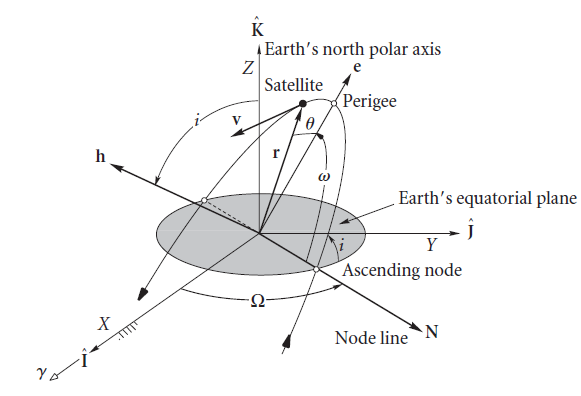 K̂
Earth's north polar axis
Z
e
Satellite
Perigee
i
v
θ
r
h
ω
Earth's equatorial plane
Ĵ
Y
i
Ascending node
Ω
X
Node line
N
Î
γ